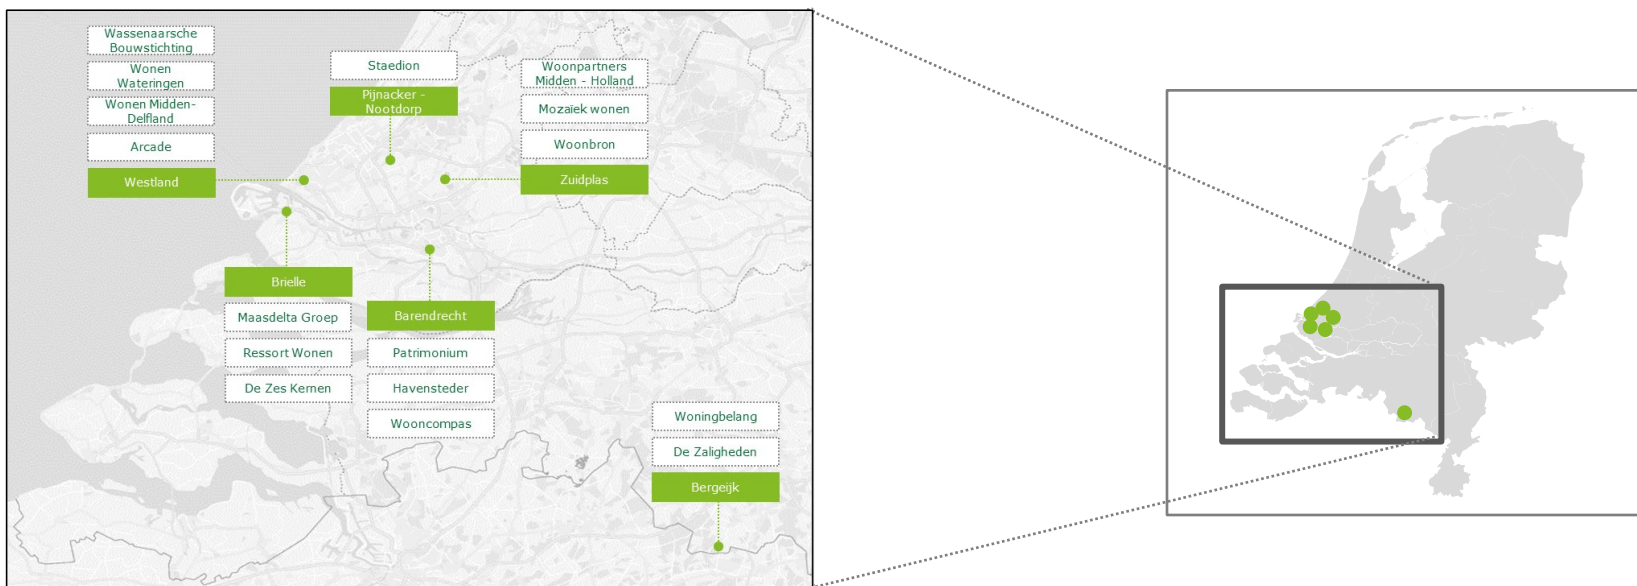 Wassenaarsche
Bouwstichting
Wonen
Wateringen
Wonen Midden-
Delfland
Arcade
Westland
Staedion
Pijnacker -
Nootdorp
Woonpartners
Midden - Holland
Mozaïek wonen
Woonbron
Zuidplas
Brielle
Maasdelta Groep
Ressort Wonen
De Zes Kernen
Barendrecht
Patrimonium
Havensteder
Wooncompas
Woningbelang
De Zaligheden
Bergeijk